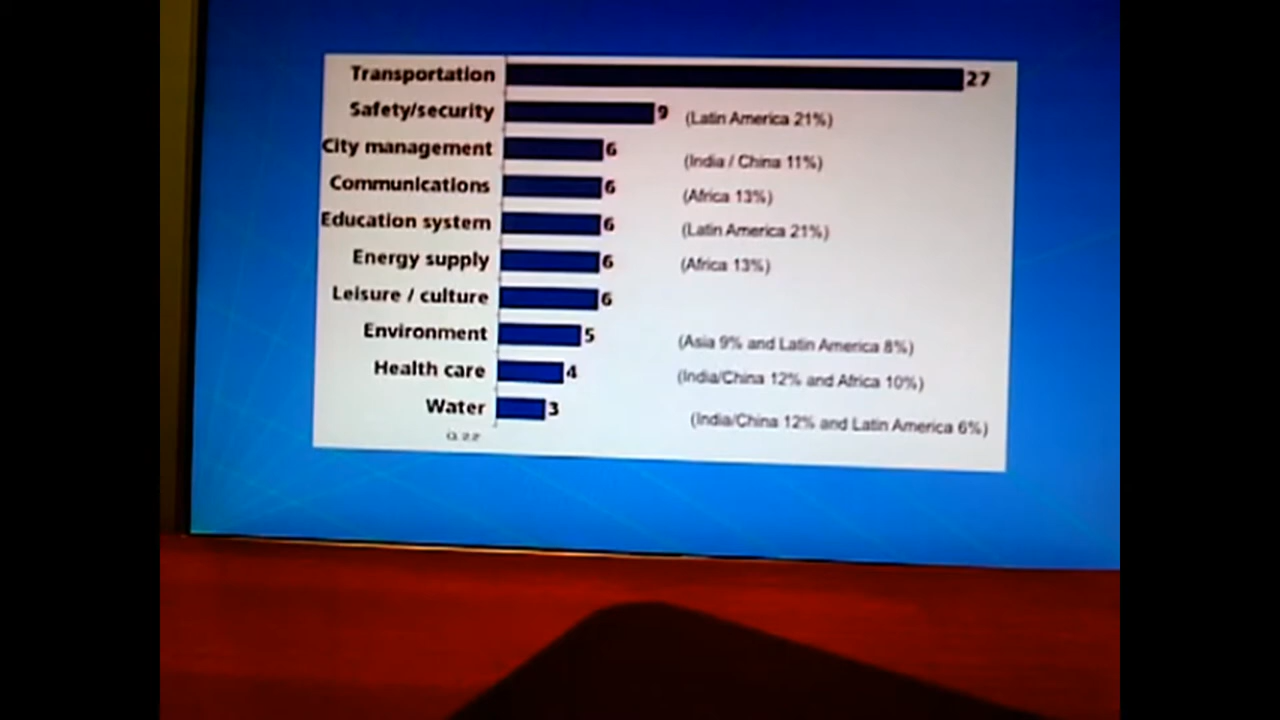 Transportation 27
Safety/security 9 (Latin America 21%)
City management 6 (India / China 11%)
Communications 6 (Africa 13%)
Education system 6 (Latin America 21%)
Energy supply 6 (Africa 13%)
Leisure / culture 6
Environment 5 (Asia 9% and Latin America 8%)
Health care 4 (India/China 12% and Africa 10%)
Water 3 (India/China 12% and Latin America 6%)